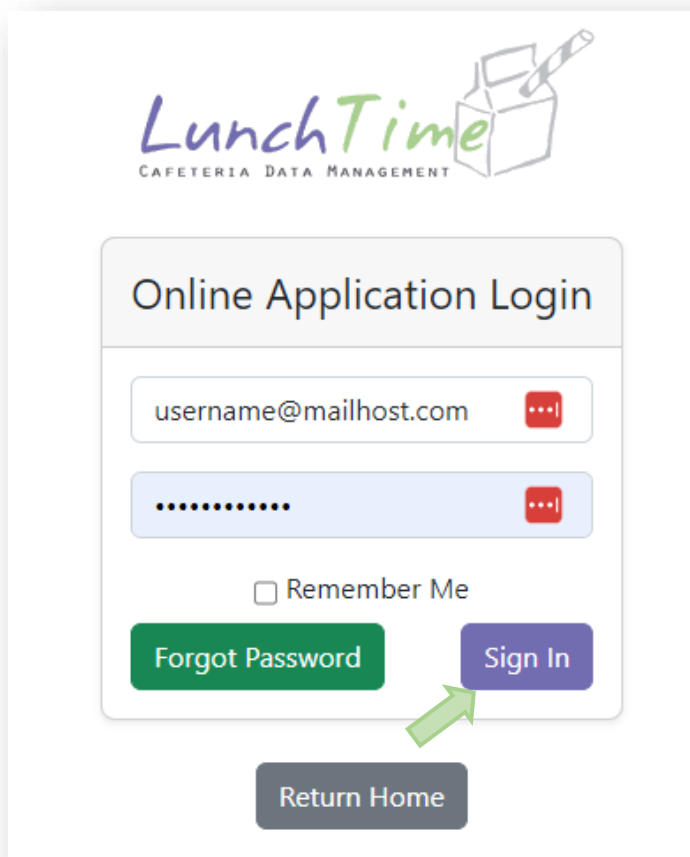 LunchTime
CAFETERIA DATA MANAGEMENT
Online Application Login
username@mailhost.com
••••••••••••
Remember Me
Forgot Password Sign In
Return Home